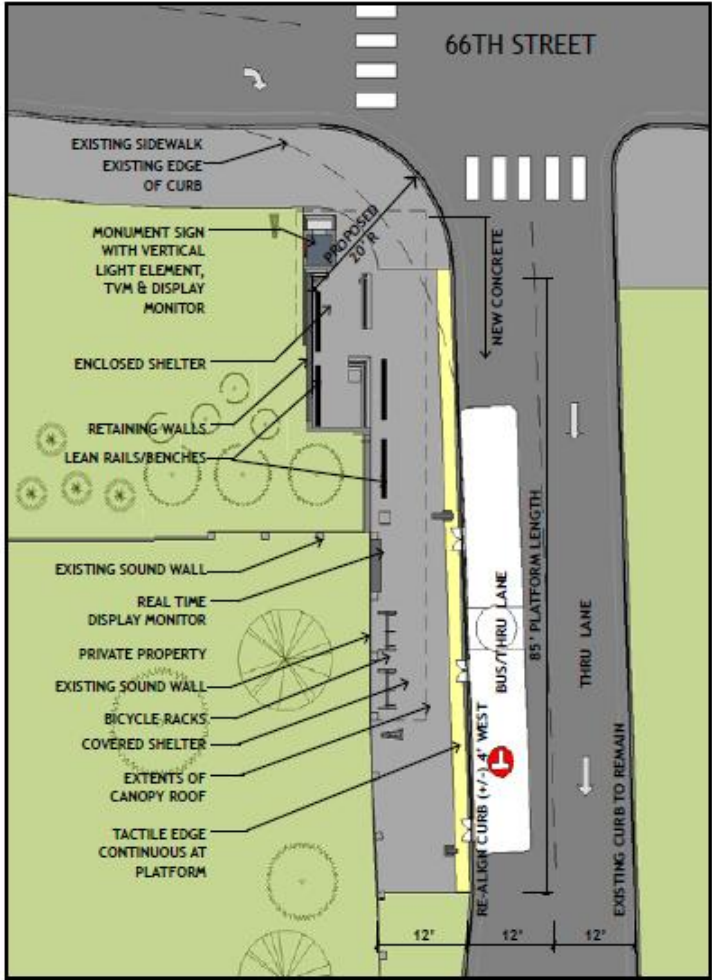 66TH STREET
EXISTING SIDEWALK
EXISTING EDGE
OF CURB
MONUMENT SIGN
WITH VERTICAL
LIGHT ELEMENT,
TVM & DISPLAY
MONITOR
PROPOSED
20' R
NEW CONCRETE
ENCLOSED SHELTER
RETAINING WALLS
LEAN RAILS/BENCHES
EXISTING SOUND WALL
REAL TIME
DISPLAY MONITOR
PRIVATE PROPERTY
EXISTING SOUND WALL
BICYCLE RACKS
COVERED SHELTER
EXTENTS OF
CANOPY ROOF
TACTILE EDGE
CONTINUOUS AT
PLATFORM
RE-ALIGN CURB (+/-) 4' WEST
BUS/THRU LANE
85' PLATFORM LENGTH
THRU LANE
EXISTING CURB TO REMAIN
12'
12'
12'